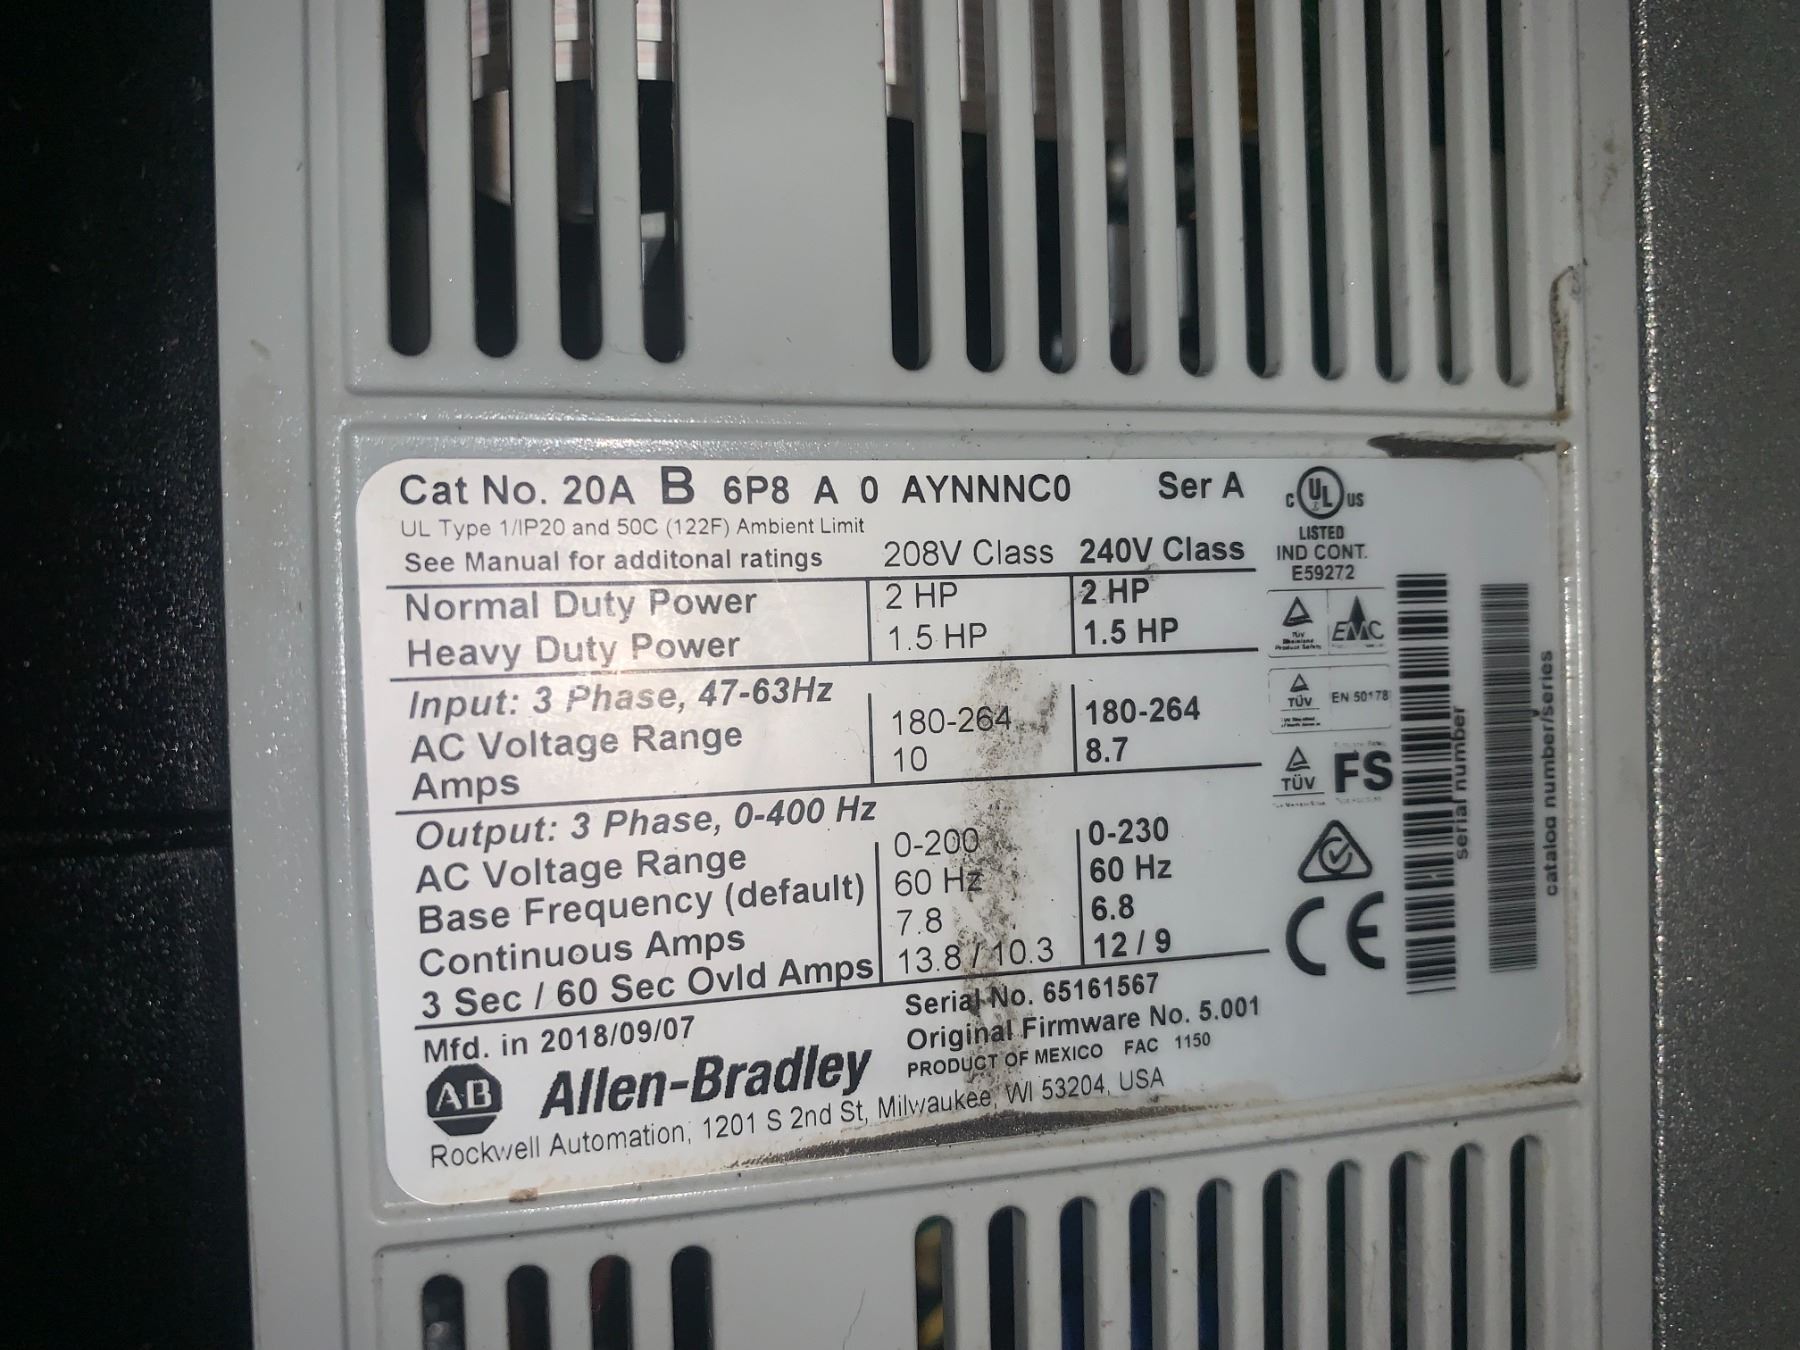 Cat No. 20A B 6P8 A 0 AYNNNC0 Ser A
UL Type 1/IP20 and 50C (122F) Ambient Limit
See Manual for additonal ratings 208V Class 240V Class
Normal Duty Power 2 HP 2 HP
Heavy Duty Power 1.5 HP 1.5 HP
Input: 3 Phase, 47-63Hz
AC Voltage Range 180-264 180-264
Amps 10 8.7
Output: 3 Phase, 0-400 Hz
AC Voltage Range 0-200 0-230
Base Frequency (default) 60 Hz 60 Hz
Continuous Amps 7.8 6.8
3 Sec / 60 Sec Ovld Amps 13.8 / 10.3 12 / 9
Mfd. in 2018/09/07
Serial No. 65161567
Original Firmware No. 5.001
PRODUCT OF MEXICO FAC 1150
AB Allen-Bradley
Rockwell Automation, 1201 S 2nd St, Milwaukee, WI 53204, USA
C UL US
LISTED
IND CONT.
E59272
TÜV
Rheinland
Product Safety
EMC
TÜV
EN 50178
TÜV
FS
CE
serial number
catalog number/series